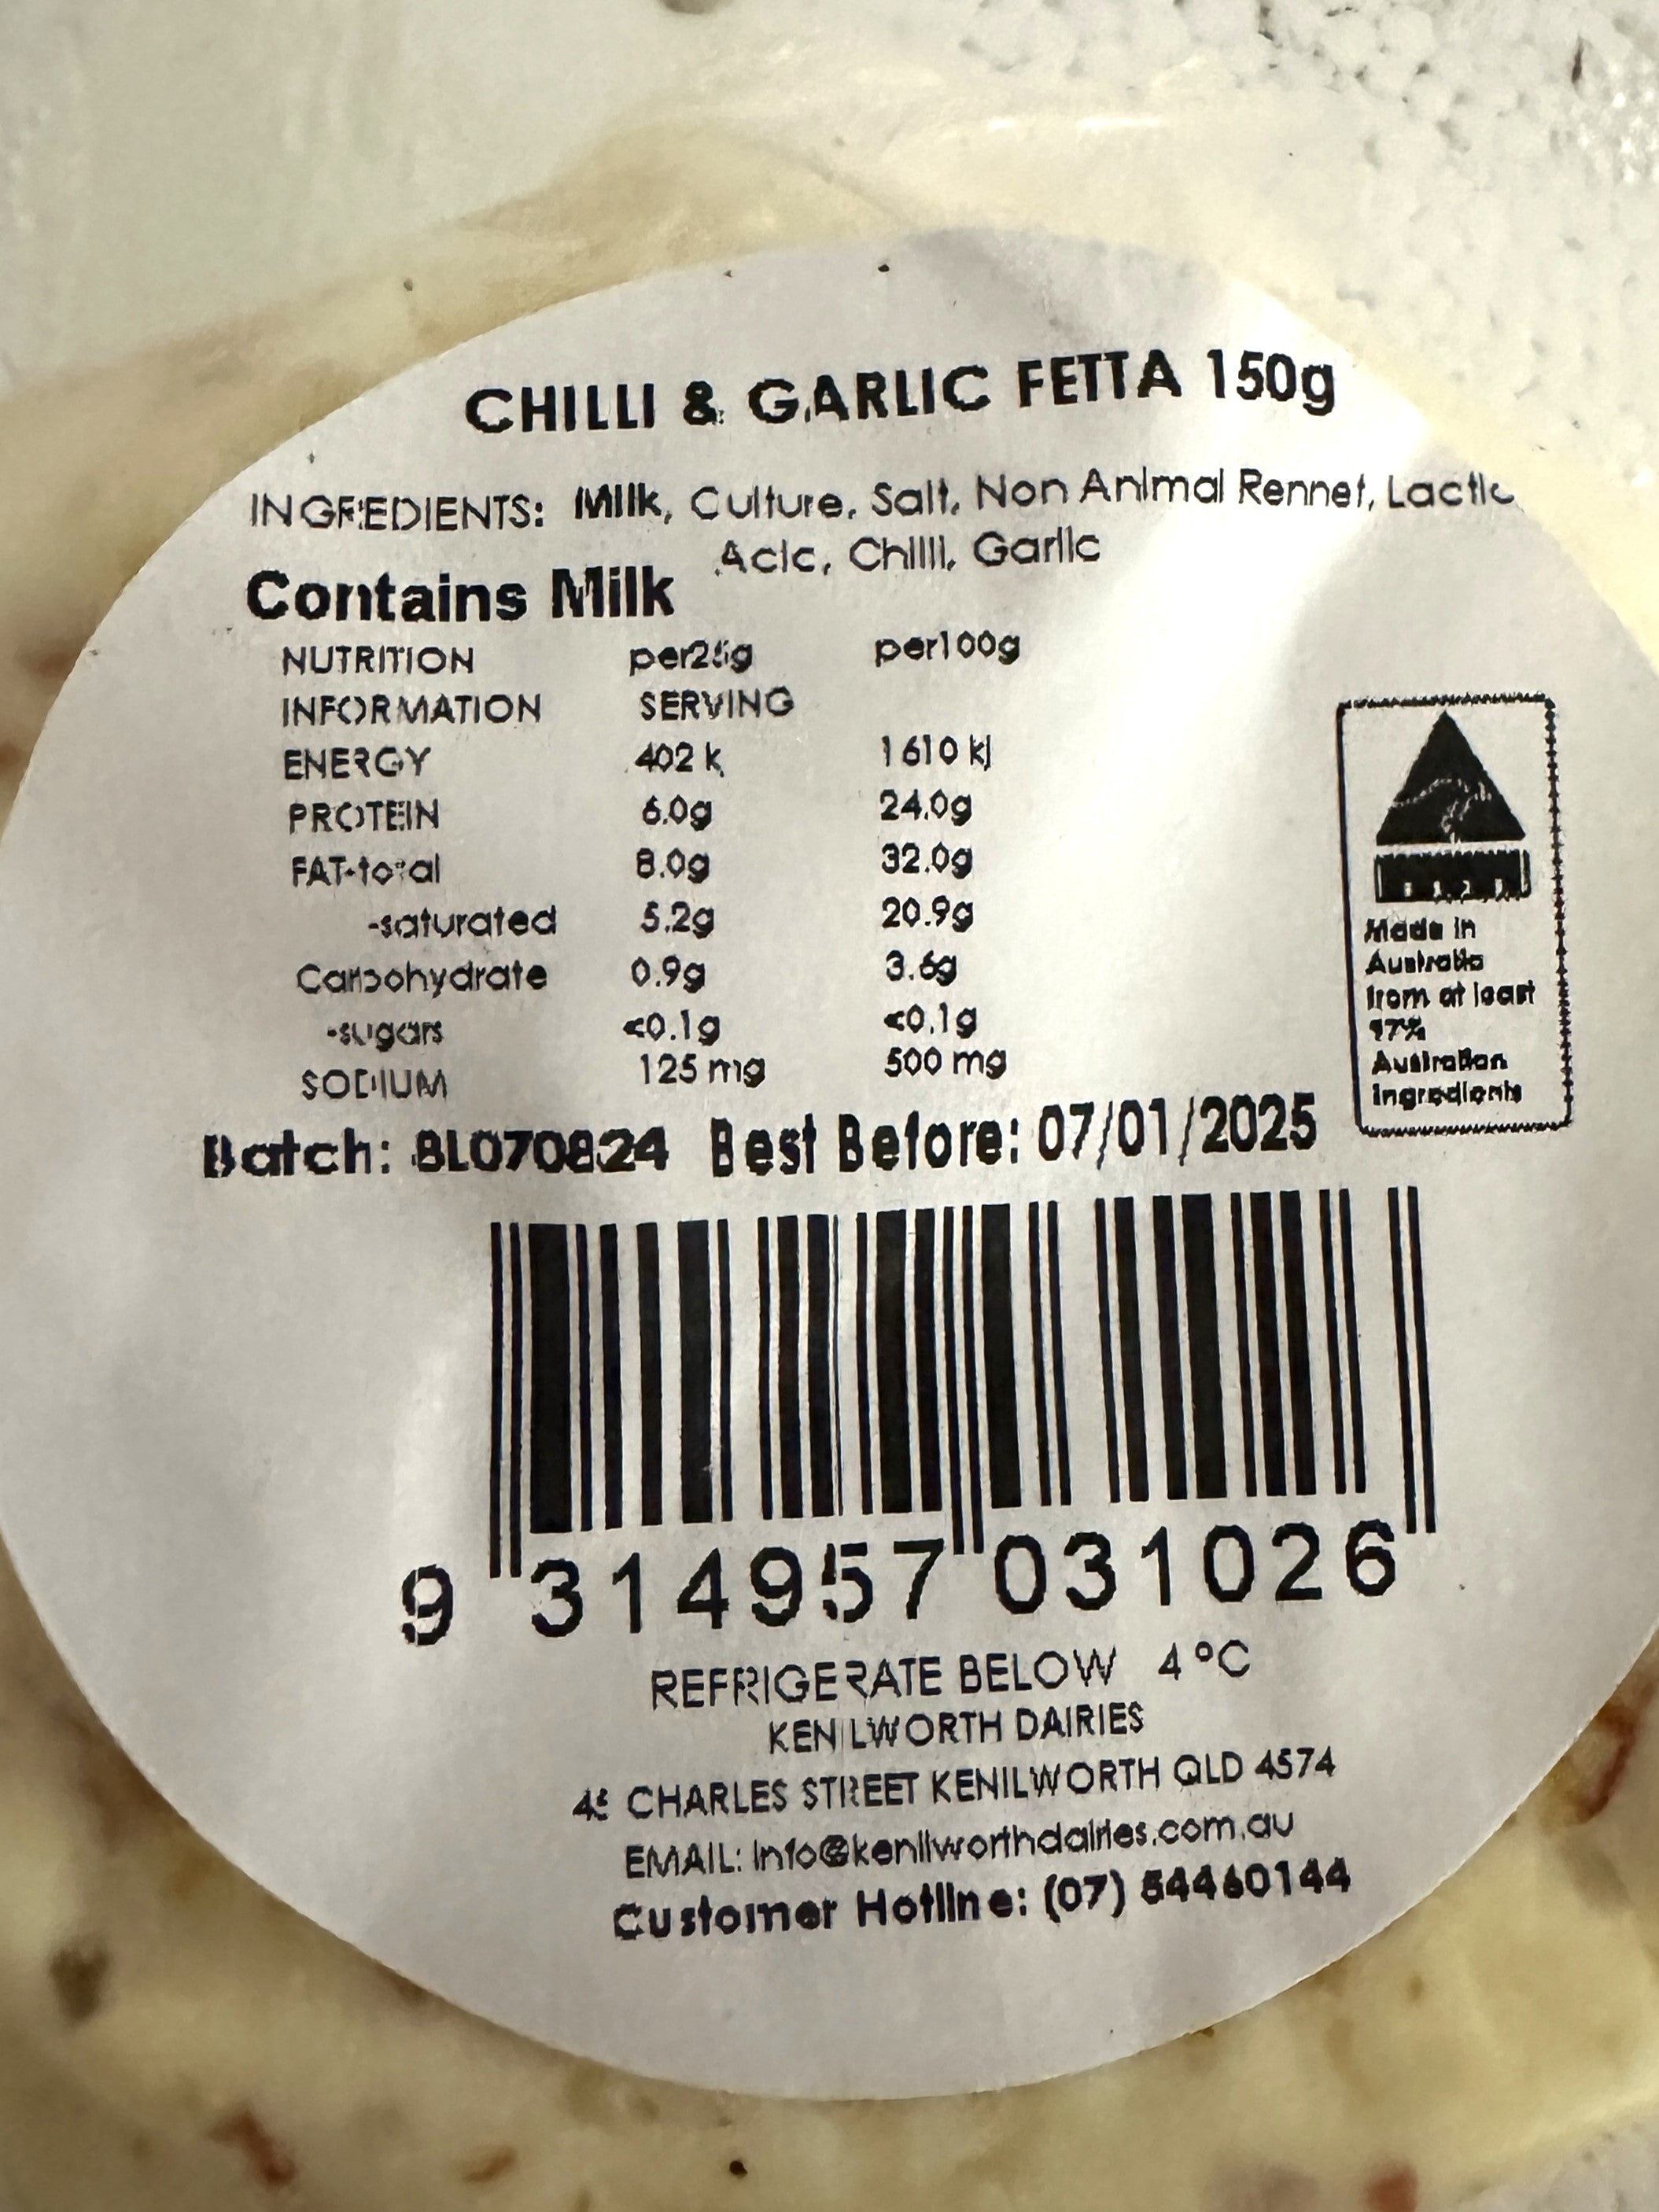 CHILLI & GARLIC FETTA 150g
INGREDIENTS: Milk, Culture, Salt, Non Animal Rennet, Lactic
Acid, Chilli, Garlic
Contains Milk
NUTRITION per25g per100g
INFORMATION SERVING
ENERGY 402 k 1610 kj
PROTEIN 6.0g 24.0g
FAT-total 8.0g 32.0g
-saturated 5.2g 20.9g
Carbohydrate 0.9g 3.6g
-sugars <0.1g <0.1g
SODIUM 125 mg 500 mg
Made in
Australia
from at least
97%
Australian
ingredients
Batch: BL070824 Best Before: 07/01/2025
9 314957 031026
REFRIGERATE BELOW 4°C
KENILWORTH DAIRIES
CHARLES STREET KENILWORTH QLD 4574
EMAIL: info@kenilworthdairies.com.au
Customer Hotline: (07) 54460144